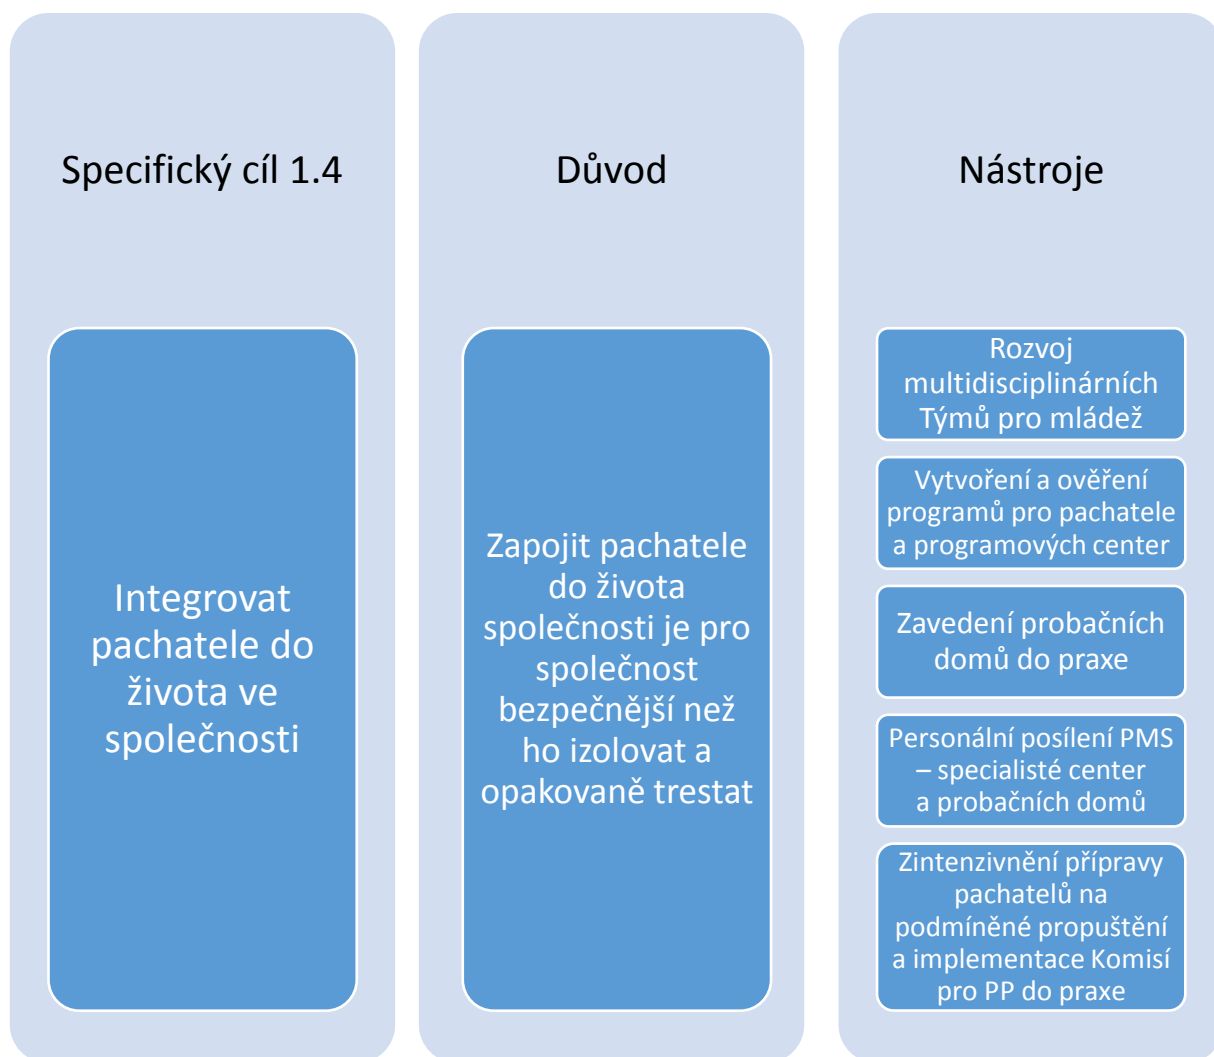 Specifický cíl 1.4
Integrovat
pachatele do
života ve
společnosti
Důvod
Zapojit pachatele
do života
společnosti je pro
společnost
bezpečnější než
ho izolovat a
opakovaně trestat
Nástroje
Rozvoj
multidisciplinárních
Týmů pro mládež
Vytvoření a ověření
programů pro pachatele
a programových center
Zavedení probačních
domů do praxe
Personální posílení PMS
– specialisté center
a probačních domů
Zintenzivnění přípravy
pachatelů na
podmíněné propuštění
a implementace Komisí
pro PP do praxe